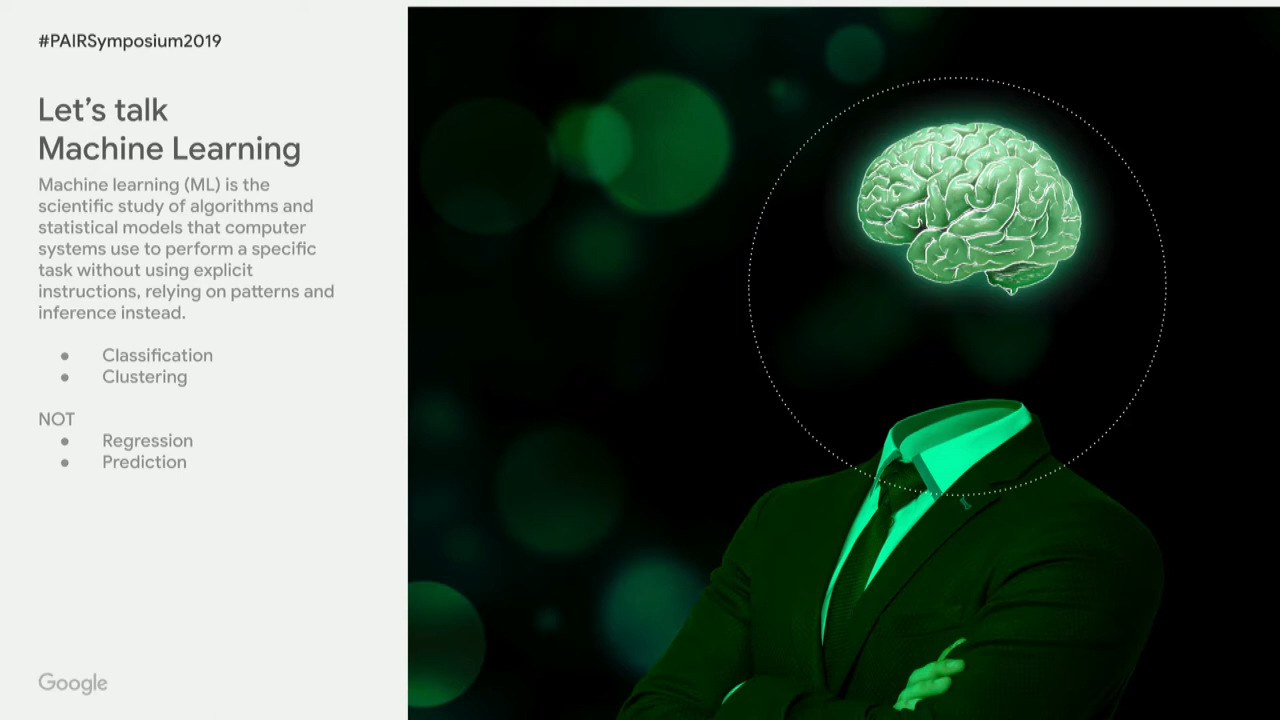 #PAIRSymposium2019
Let’s talk
Machine Learning
Machine learning (ML) is the
scientific study of algorithms and
statistical models that computer
systems use to perform a specific
task without using explicit
instructions, relying on patterns and
inference instead.
● Classification
● Clustering
NOT
● Regression
● Prediction
Google